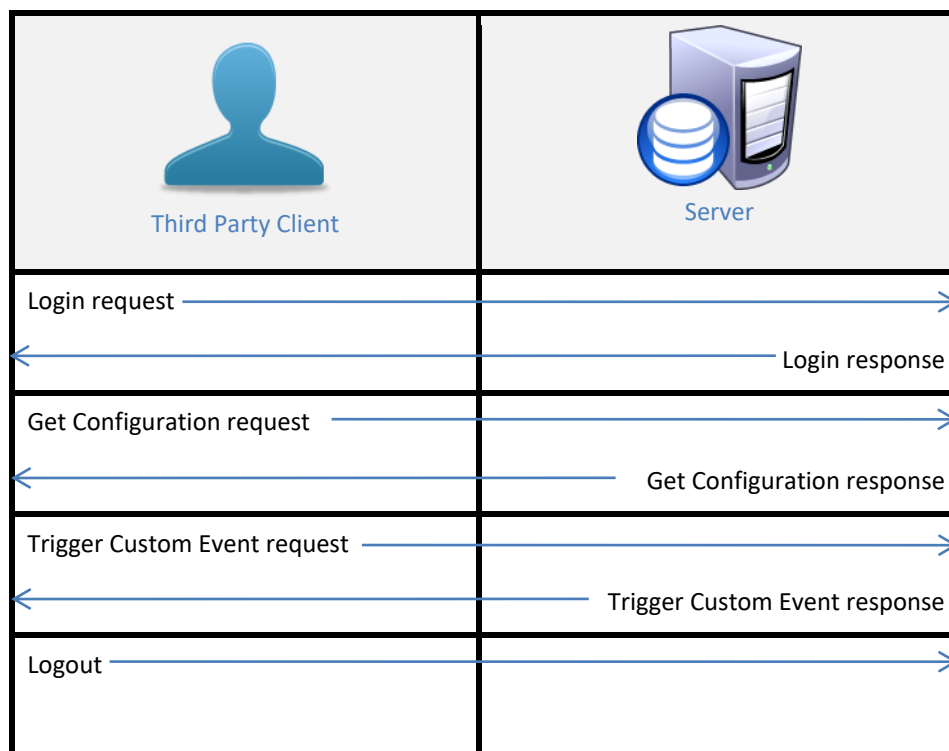 Third Party Client
Server
Login request
Login response
Get Configuration request
Get Configuration response
Trigger Custom Event request
Trigger Custom Event response
Logout